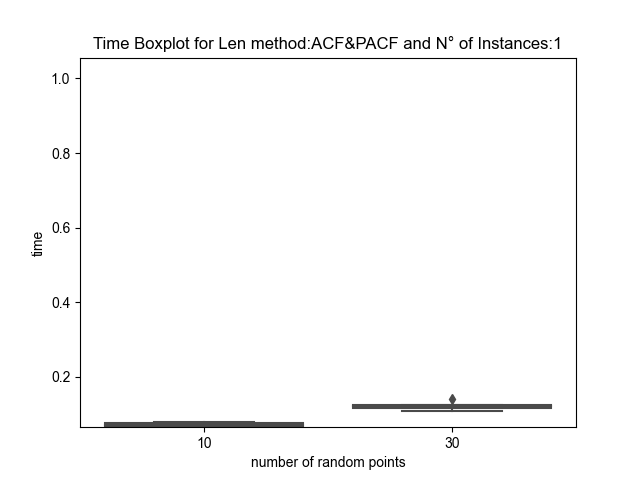 Time Boxplot for Len method:ACF&PACF and N° of Instances:1
1.0
0.8
0.6
0.4
0.2
time
10 30
number of random points